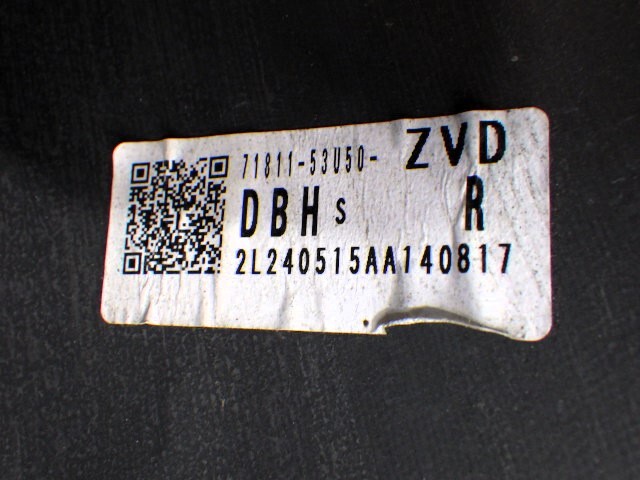 71811-53U50- ZVD
DBH S R
2L240515AA140817